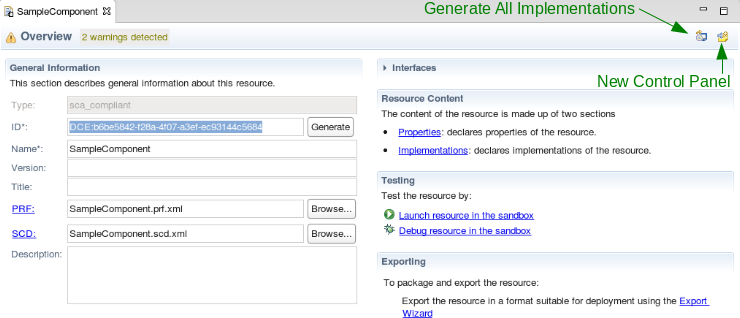 SampleComponent
Generate All Implementations
Overview
2 warnings detected
New Control Panel
General Information
This section describes general information about this resource.
Type:
sca_compliant
ID*:
DCE:b6be5842-f28a-4f07-a3ef-ec93144c5684
Generate
Name*:
SampleComponent
Version:
Title:
PRF:
SampleComponent.prf.xml
Browse...
SCD:
SampleComponent.scd.xml
Browse...
Description:
Interfaces
Resource Content
The content of the resource is made up of two sections
• Properties: declares properties of the resource.
• Implementations: declares implementations of the resource.
Testing
Test the resource by:
Launch resource in the sandbox
Debug resource in the sandbox
Exporting
To package and export the resource:
Export the resource in a format suitable for deployment using the Export
Wizard